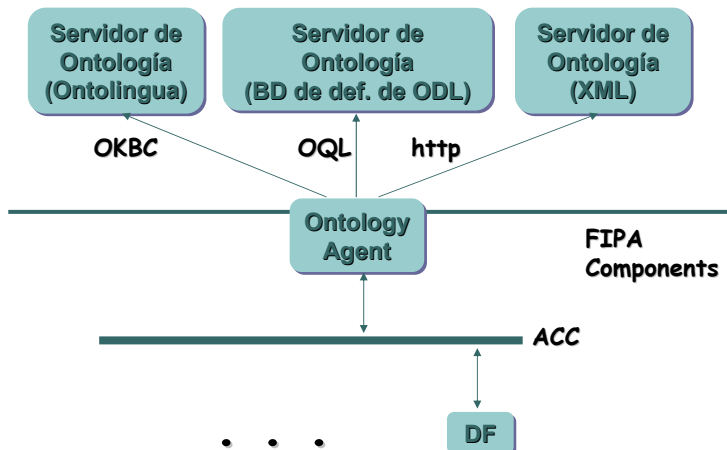 Servidor de
Ontología
(Ontolingua)
Servidor de
Ontología
(BD de def. de ODL)
Servidor de
Ontología
(XML)
OKBC
OQL
http
Ontology
Agent
FIPA
Components
ACC
DF
. . .